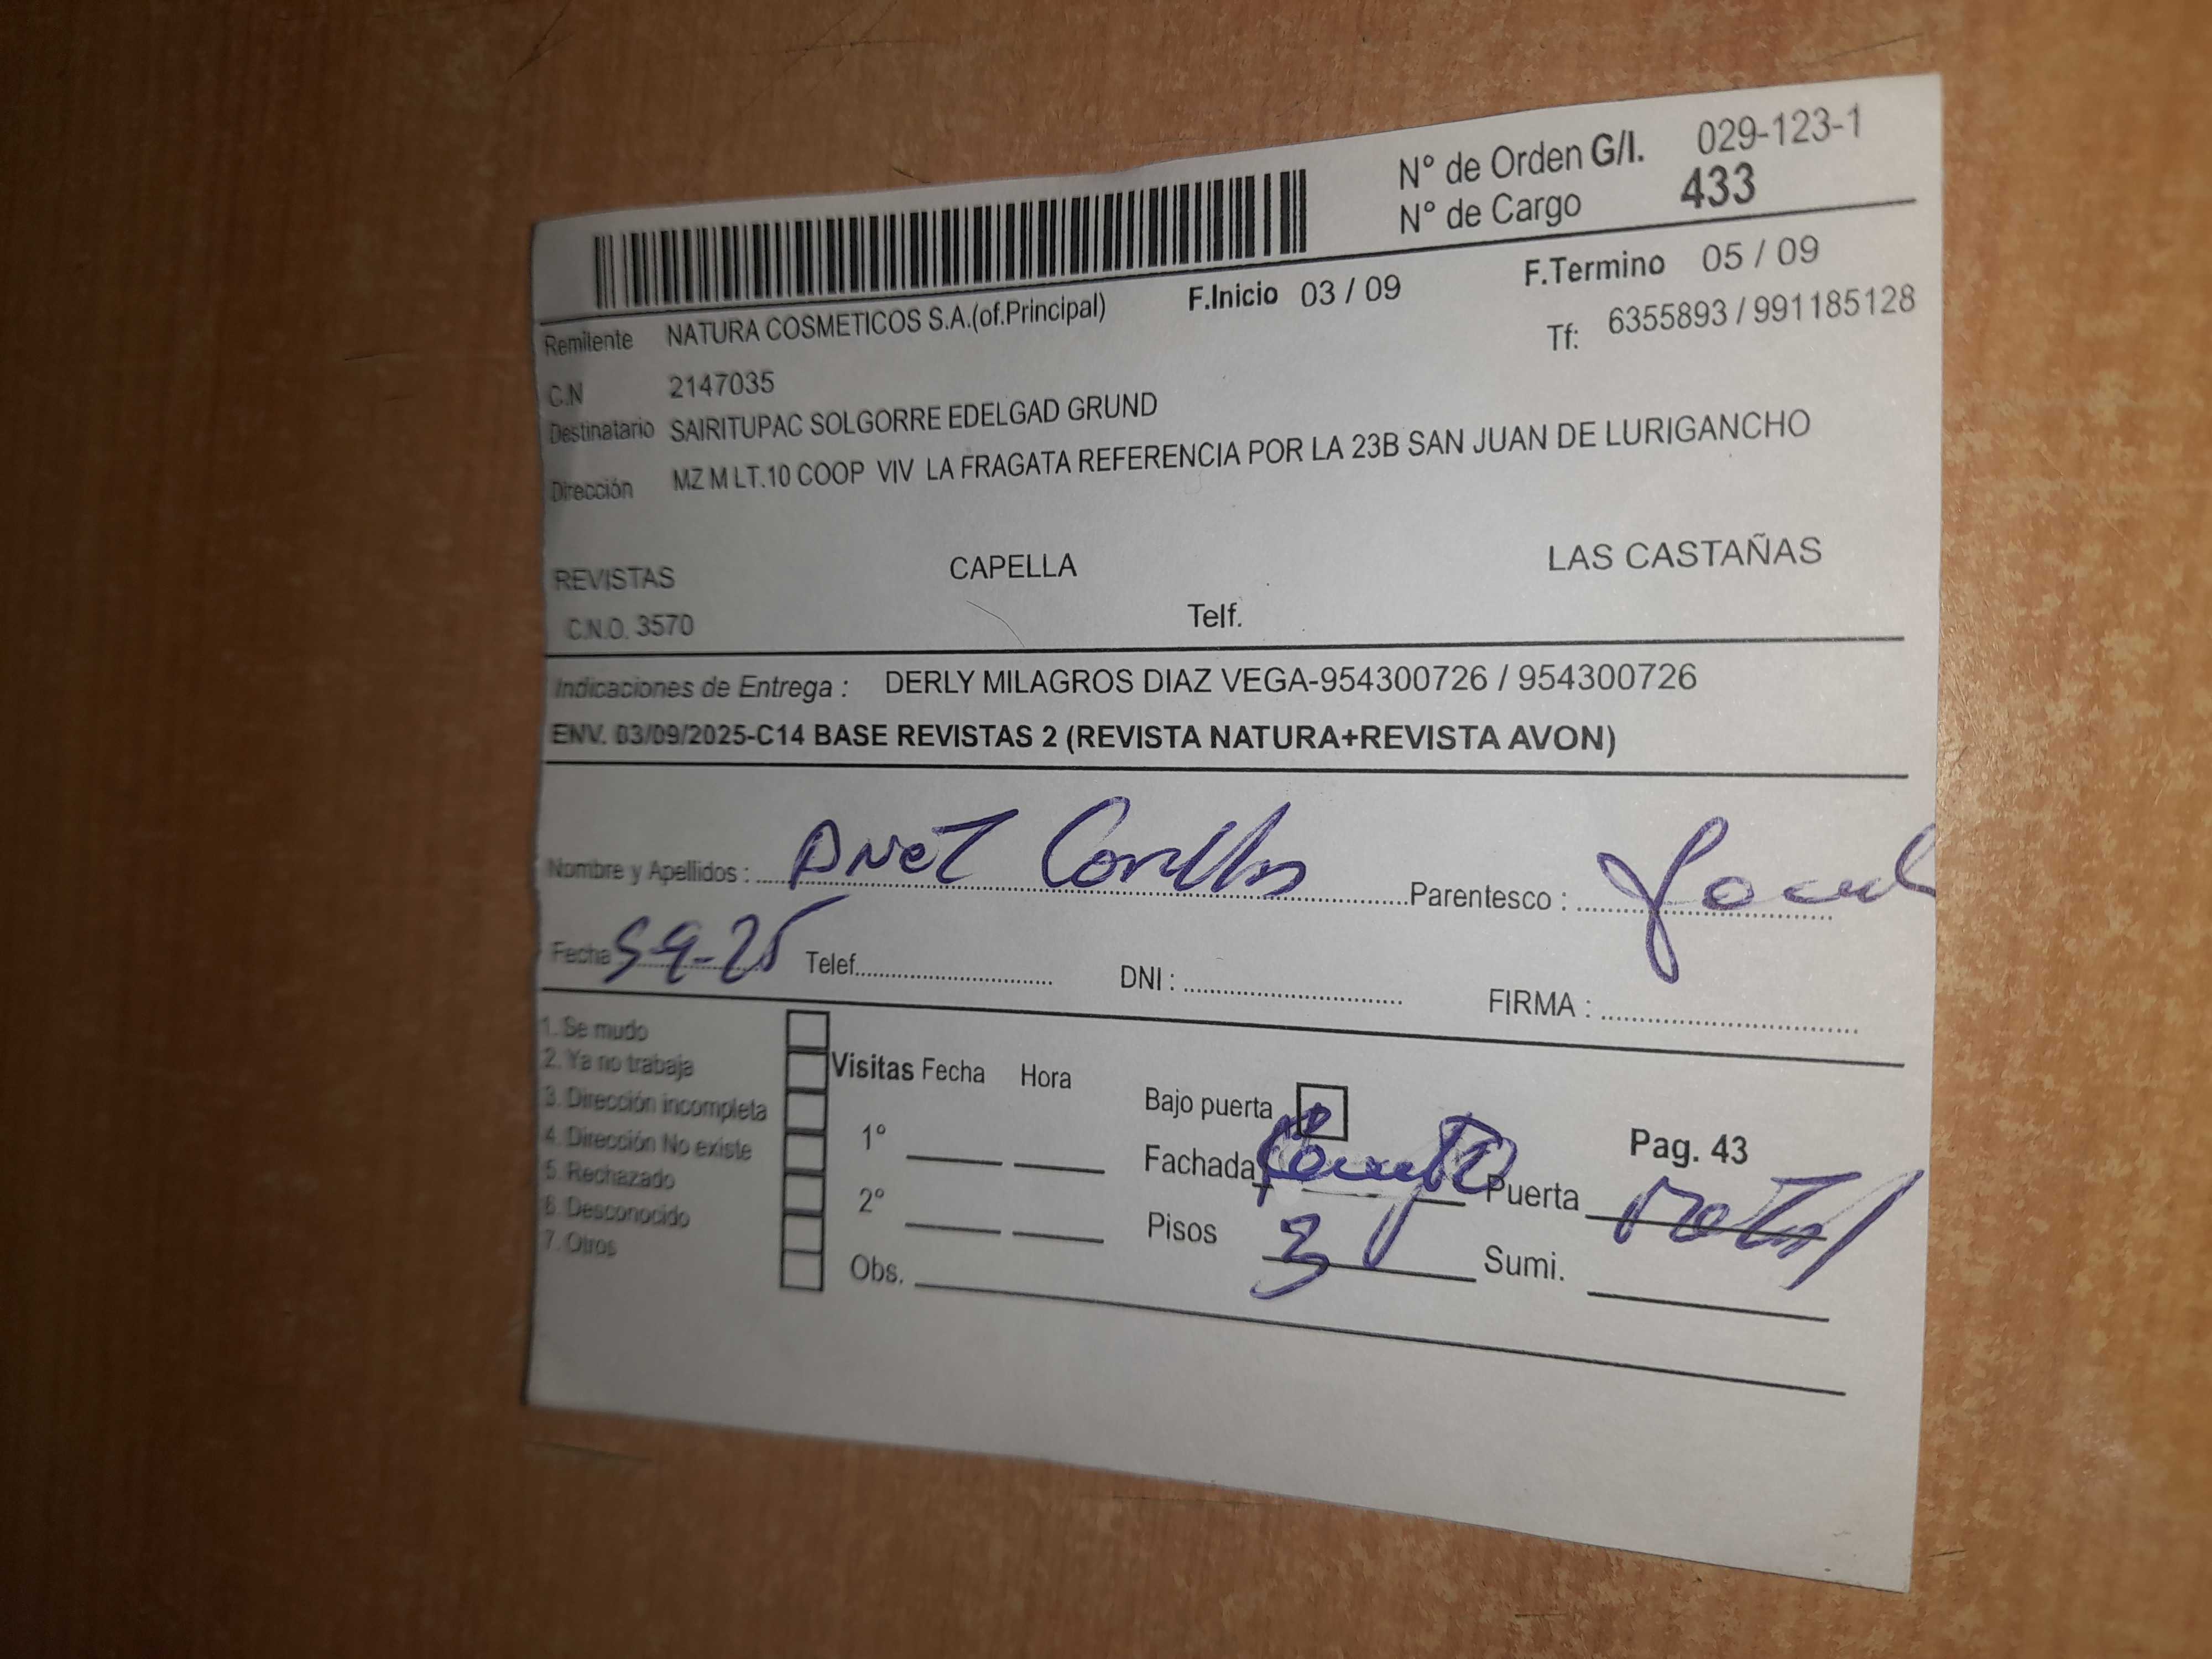 N° de Orden G/I. 029-123-1
N° de Cargo 433
F.Inicio 03 / 09 F.Termino 05 / 09
Remitente NATURA COSMETICOS S.A.(of.Principal) Tf: 6355893 / 991185128
C.N 2147035
Destinatario SAIRITUPAC SOLGORRE EDELGAD GRUND
Dirección MZ M LT.10 COOP VIV LA FRAGATA REFERENCIA POR LA 23B SAN JUAN DE LURIGANCHO
REVISTAS CAPELLA LAS CASTAÑAS
C.N.O. 3570 Telf.
Indicaciones de Entrega : DERLY MILAGROS DIAZ VEGA-954300726 / 954300726
ENV. 03/09/2025-C14 BASE REVISTAS 2 (REVISTA NATURA+REVISTA AVON)
Nombre y Apellidos : ANeT Parentesco :
Fecha 5-9-25 Telef. DNI : FIRMA :
1. Se mudo
2. Ya no trabaja
3. Dirección incompleta
4. Dirección No existe
5. Rechazado
6. Desconocido
7. Otros
Visitas Fecha Hora
1°
2°
Obs.
Bajo puerta
Fachada Puerta
Pisos 3 Sumi.
Pag. 43